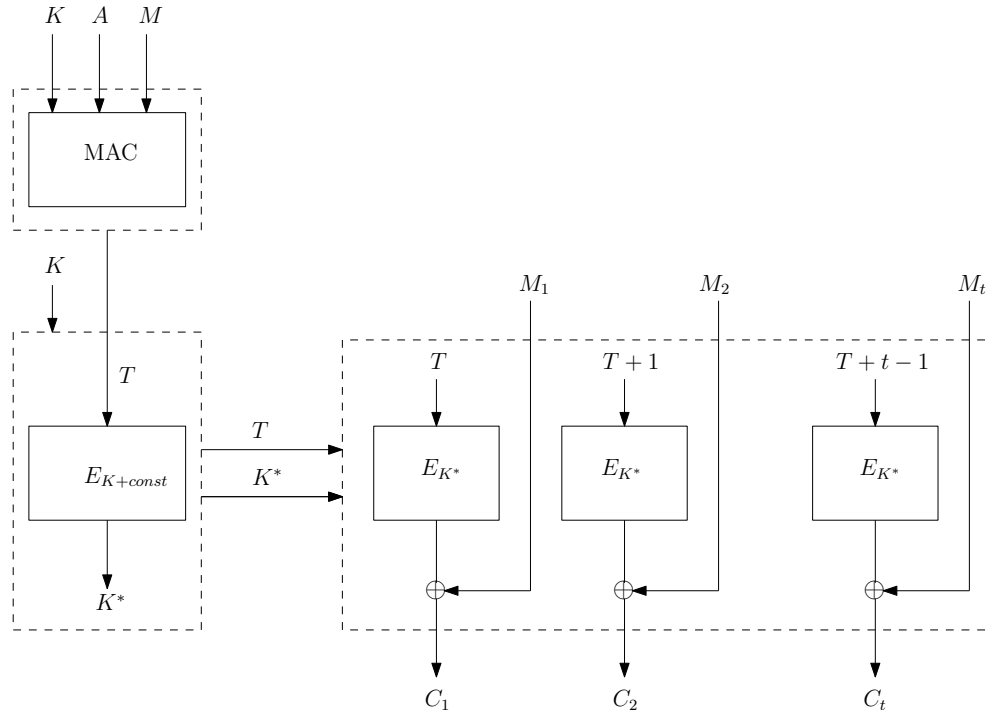 K A M
MAC
K
M_1 M_2 M_t
T
T T + 1 T + t − 1
E_{K+const}
T
K^*
E_{K^*} E_{K^*} E_{K^*}
K^*
C_1 C_2 C_t